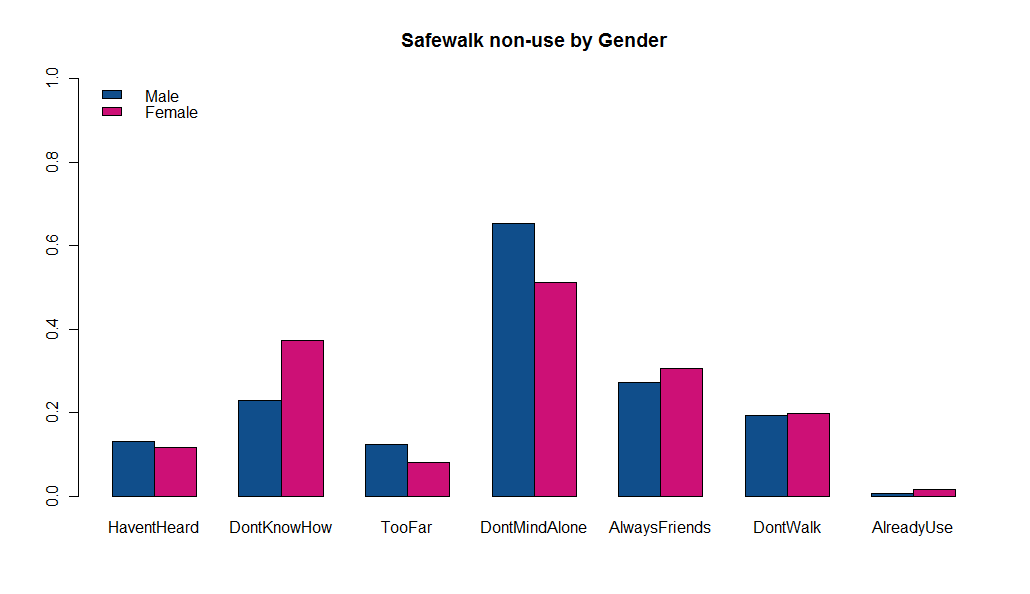 Safewalk non-use by Gender
1.0
0.8
0.6
0.4
0.2
0.0
Male
Female
HaventHeard DontKnowHow TooFar DontMindAlone AlwaysFriends DontWalk AlreadyUse